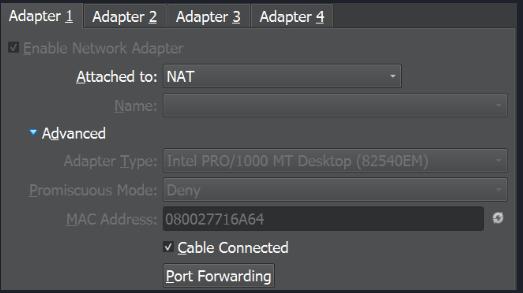 Adapter 1 Adapter 2 Adapter 3 Adapter 4
Enable Network Adapter
Attached to: NAT
Name:
Advanced
Adapter Type: Intel PRO/1000 MT Desktop (82540EM)
Promiscuous Mode: Deny
MAC Address: 080027716A64
Cable Connected
Port Forwarding